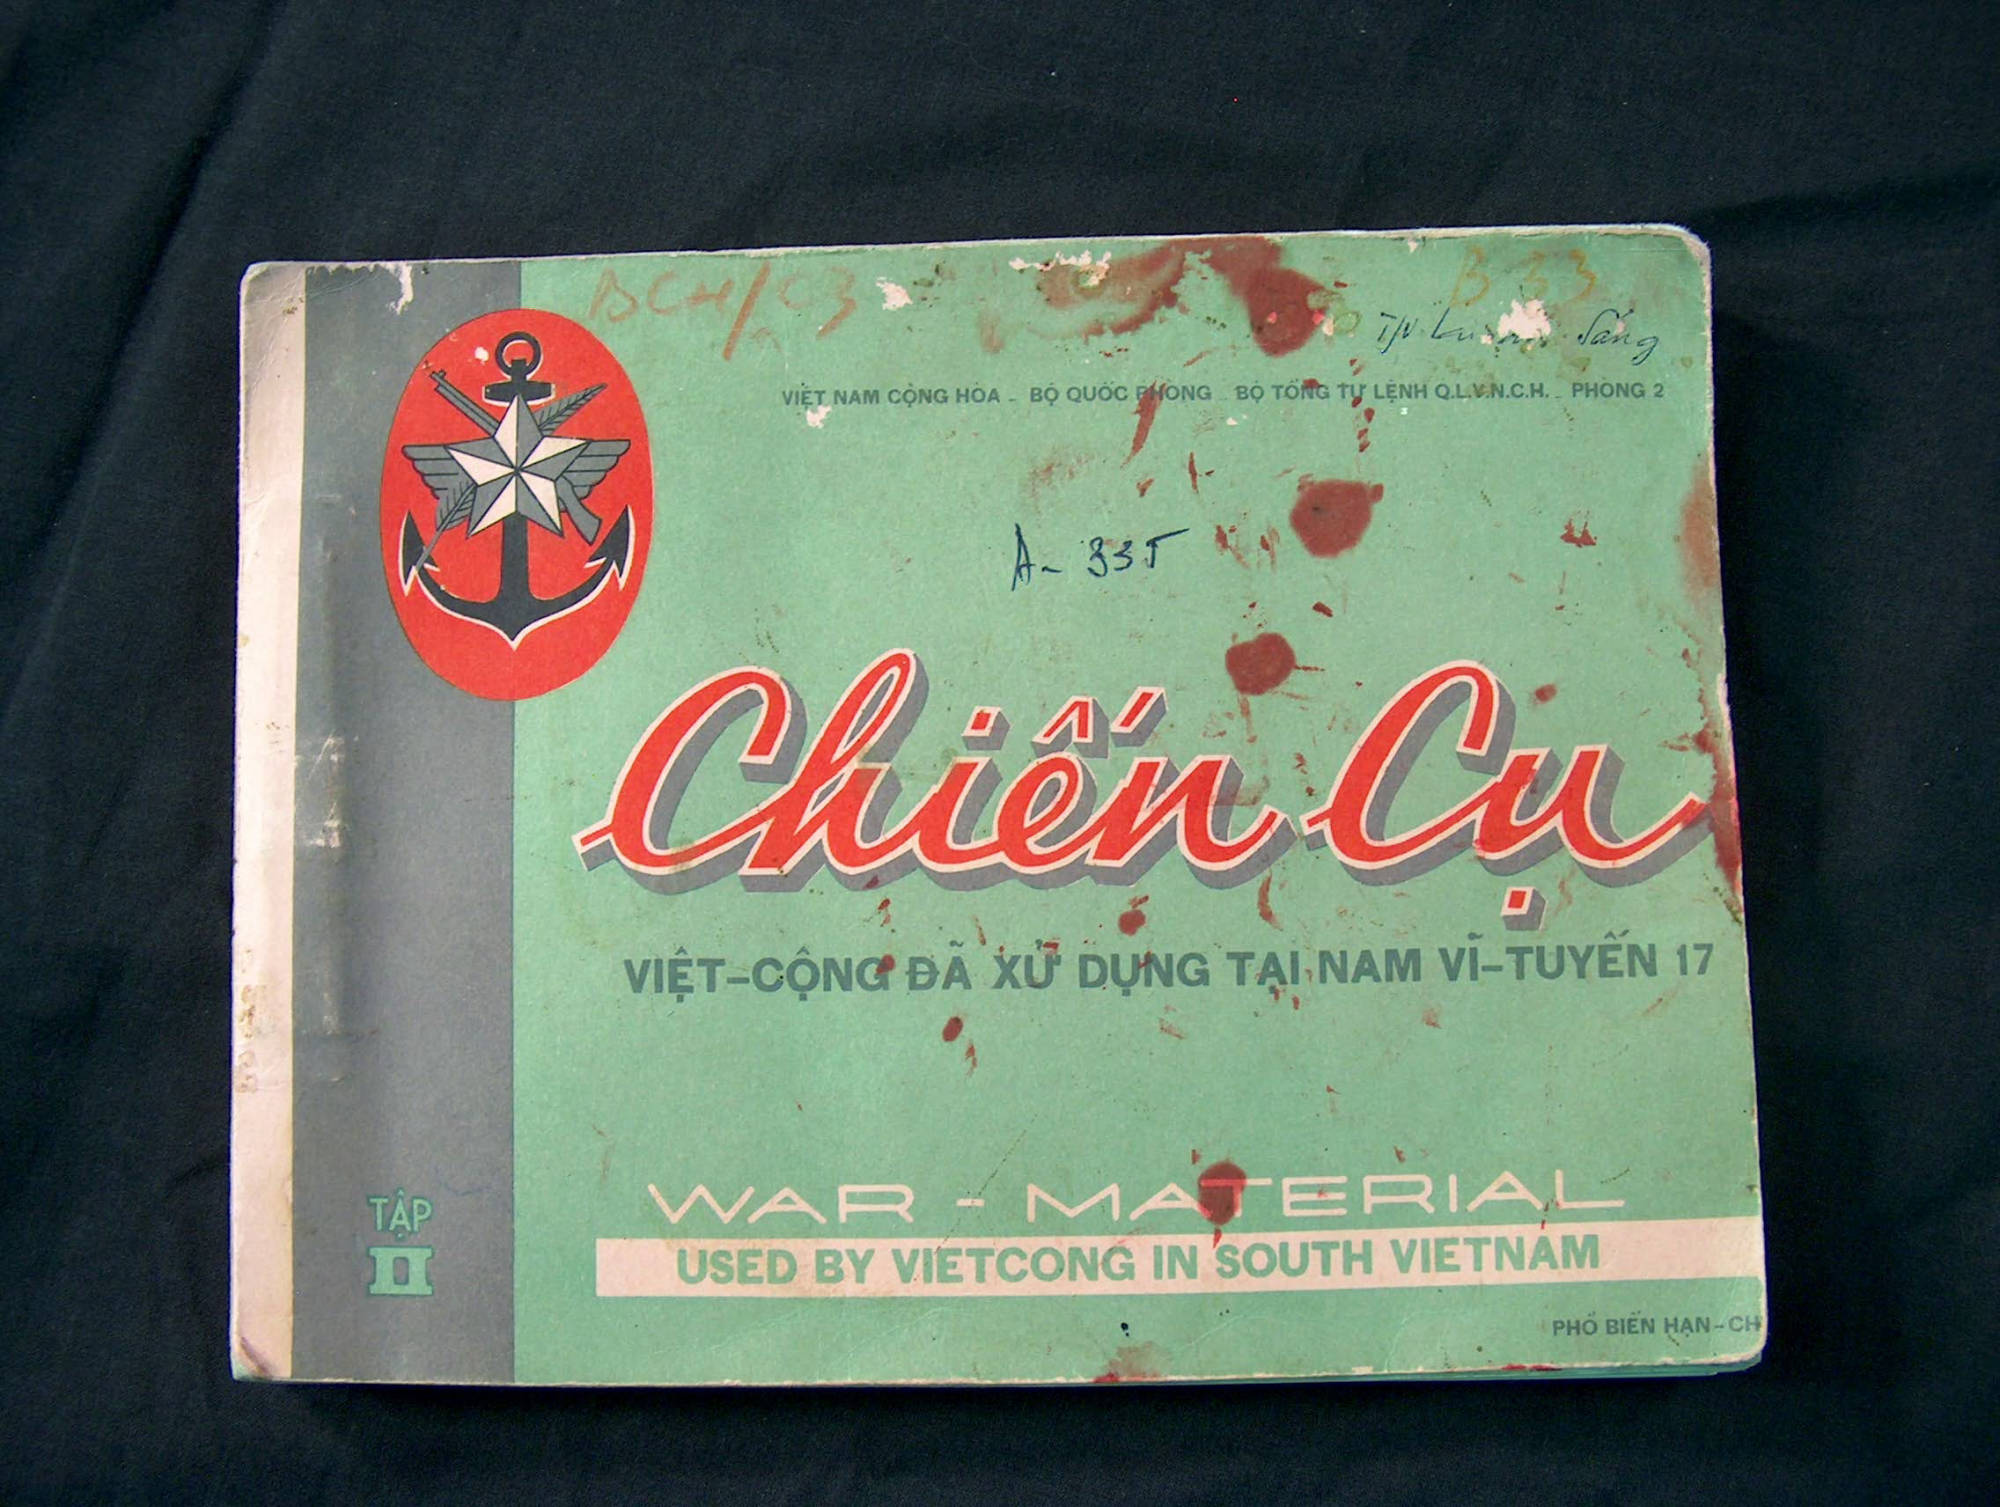 BCH/C3
B33
T/N Sáng
VIỆT NAM CỘNG HÒA - BỘ QUỐC PHÒNG - BỘ TỔNG TƯ LỆNH Q.L.V.N.C.H. - PHÒNG 2
A- 335
Chiến Cụ
VIỆT-CỘNG ĐÃ XỬ DỤNG TẠI NAM VĨ-TUYẾN 17
TẬP
II
WAR - MATERIAL
USED BY VIETCONG IN SOUTH VIETNAM
PHỔ BIẾN HẠN-CH